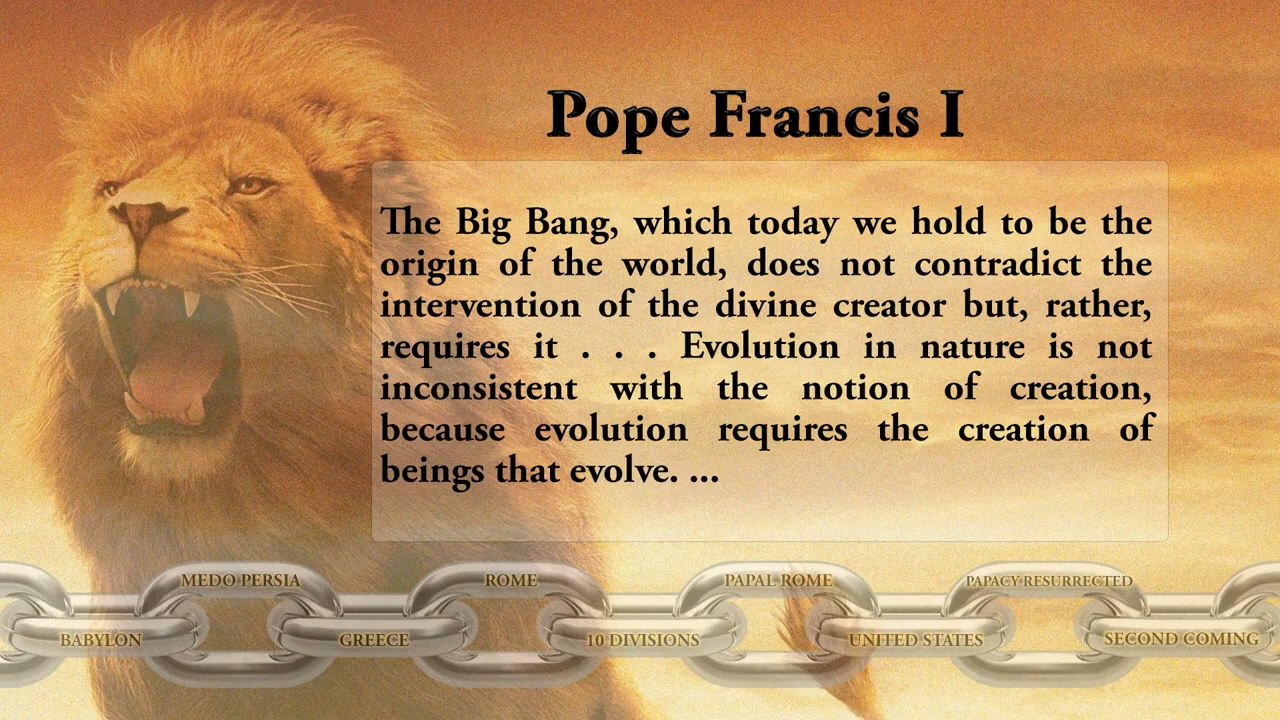 Pope Francis I
The Big Bang, which today we hold to be the
origin of the world, does not contradict the
intervention of the divine creator but, rather,
requires it . . . Evolution in nature is not
inconsistent with the notion of creation,
because evolution requires the creation of
beings that evolve. ...
MEDO PERSIA
ROME
PAPAL ROME
PAPACY RESURRECTED
BABYLON
GREECE
10 DIVISIONS
UNITED STATES
SECOND COMING